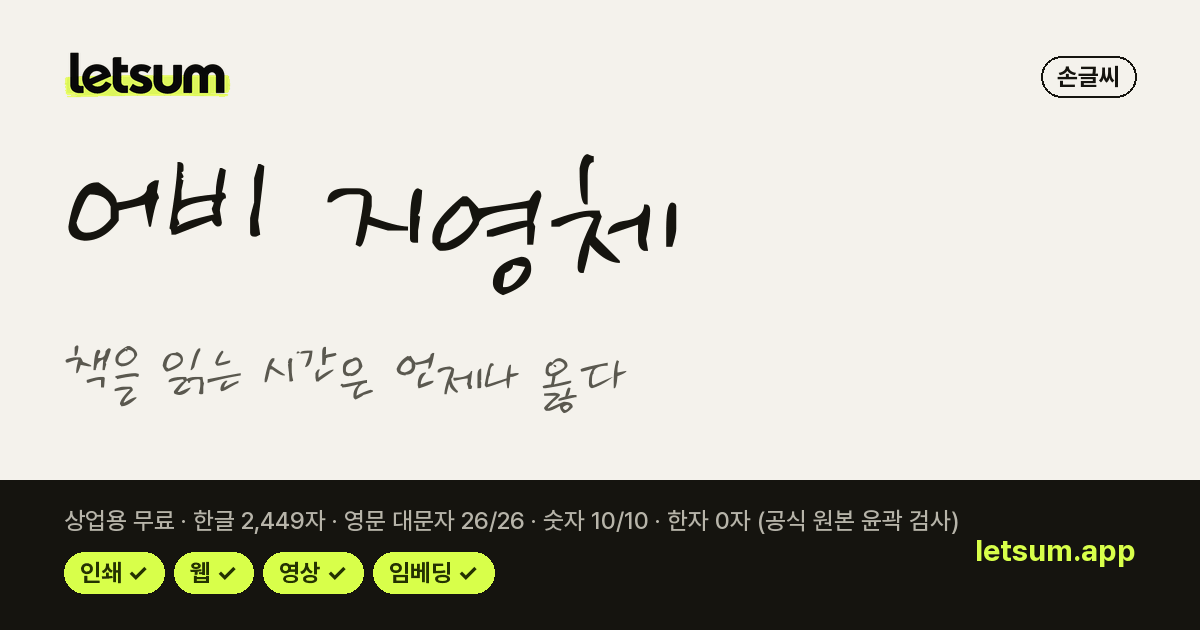 letsum
손글씨
어비 지영체
책을 읽는 시간은 언제나 옳다
상업용 무료 · 한글 2,449자 · 영문 대문자 26/26 · 숫자 10/10 · 한자 0자 (공식 원본 윤곽 검사)
인쇄 ✓ 웹 ✓ 영상 ✓ 임베딩 ✓
letsum.app